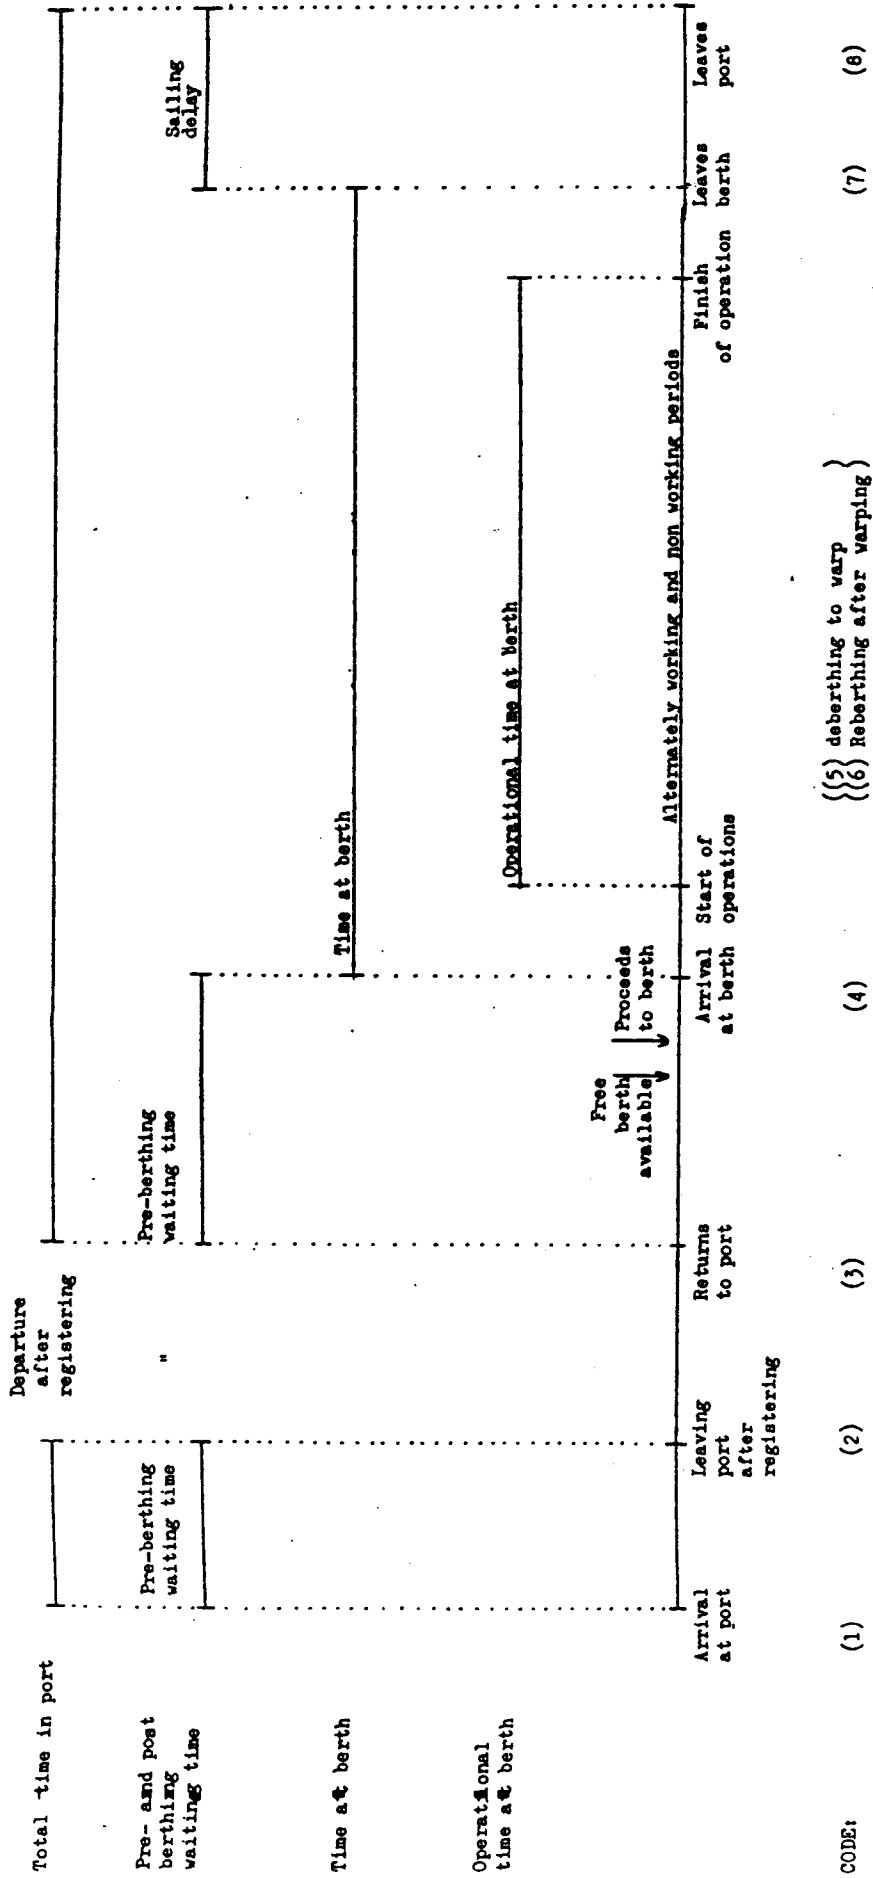 Total time in port
Departure
after
registering
Pre- and post
berthing
waiting time
Pre-berthing
waiting time
"
Pre-berthing
waiting time
Sailing
delay
Time at berth
Time at berth
Operational
time at berth
Operational time at berth
Free
berth
available
Proceeds
to berth
Alternately working and non working periods
Arrival
at port
Leaving
port
after
registering
Returns
to port
Arrival
at berth
Start of
operations
Finish
of operation
Leaves
berth
Leaves
port
CODE:
(1)
(2)
(3)
(4)
((5) deberthing to warp )
((6) Reberthing after warping )
(7)
(8)